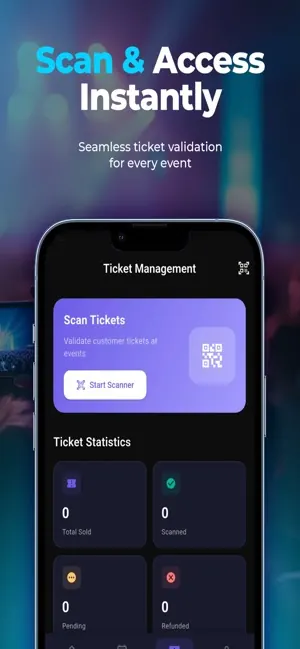 Scan & Access
Instantly
Seamless ticket validation
for every event
Ticket Management
Scan Tickets
Validate customer tickets at
events
Start Scanner
Ticket Statistics
0
Total Sold
0
Scanned
0
Pending
0
Refunded